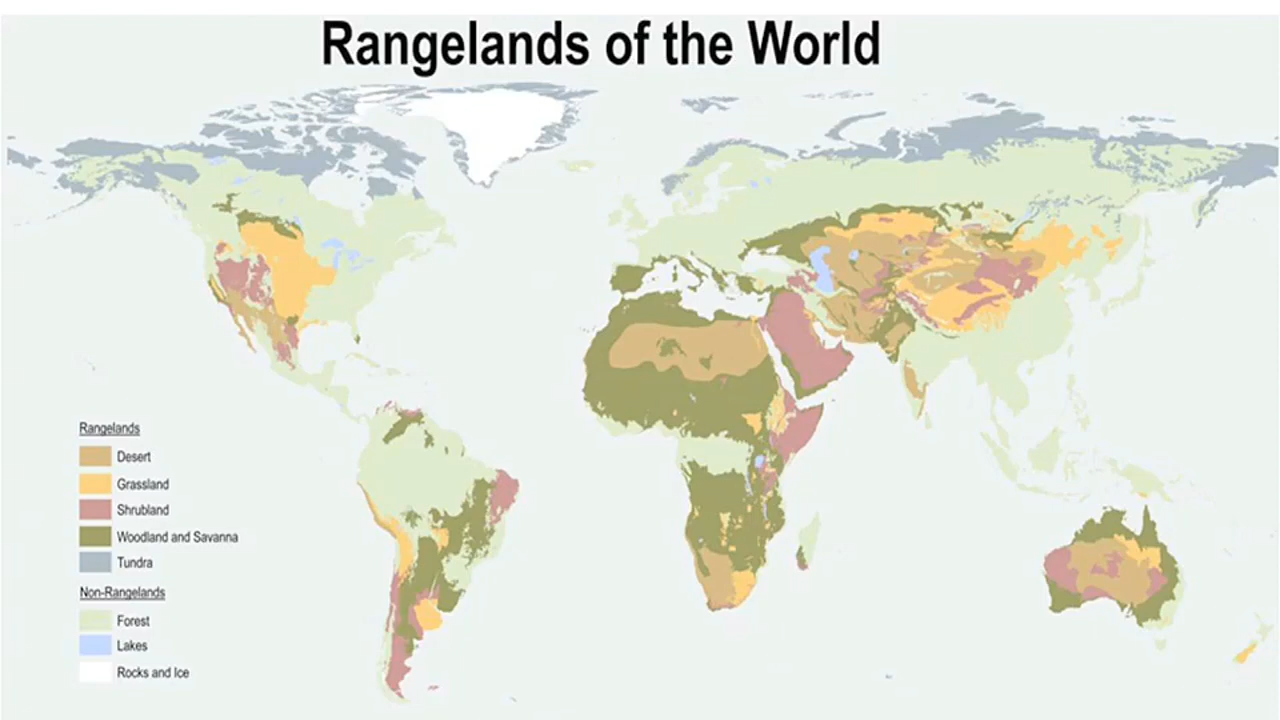 Rangelands of the World
Rangelands
Desert
Grassland
Shrubland
Woodland and Savanna
Tundra
Non-Rangelands
Forest
Lakes
Rocks and Ice